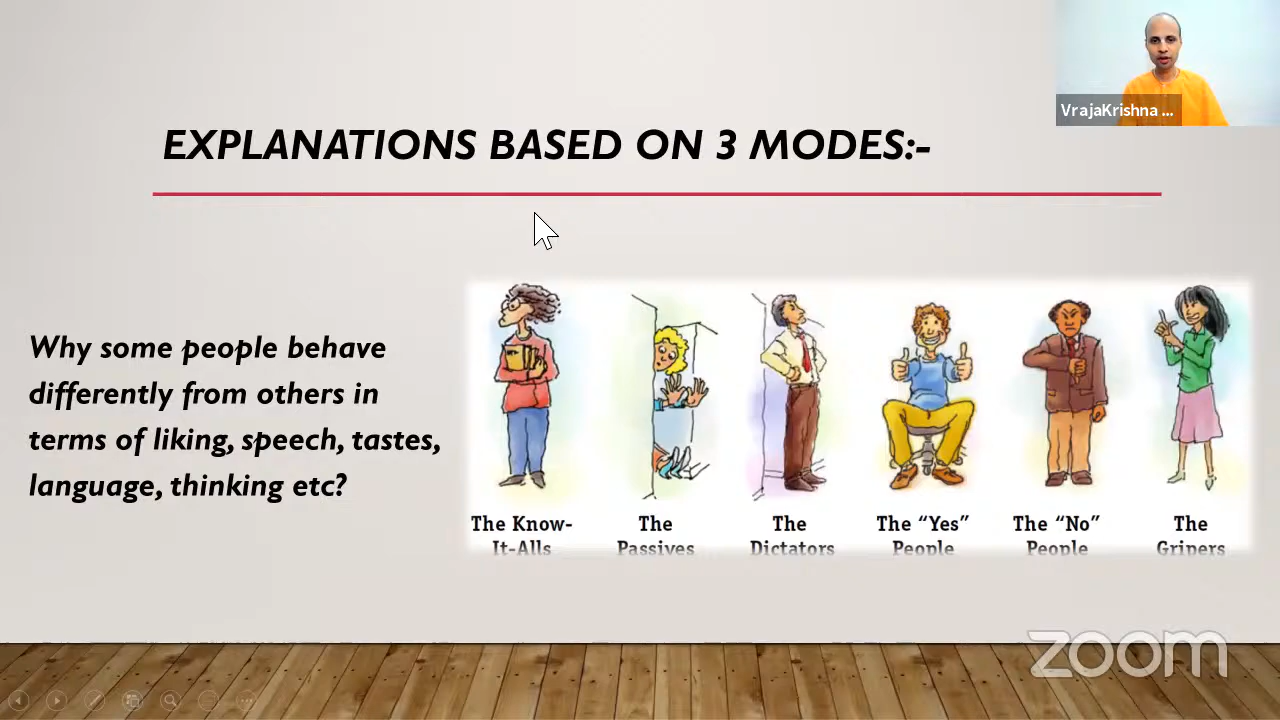 VrajaKrishna ...
EXPLANATIONS BASED ON 3 MODES:-
Why some people behave
differently from others in
terms of liking, speech, tastes,
language, thinking etc?
The Know-
It-Alls
The
Passives
The
Dictators
The “Yes”
People
The “No”
People
The
Gripers
zoom